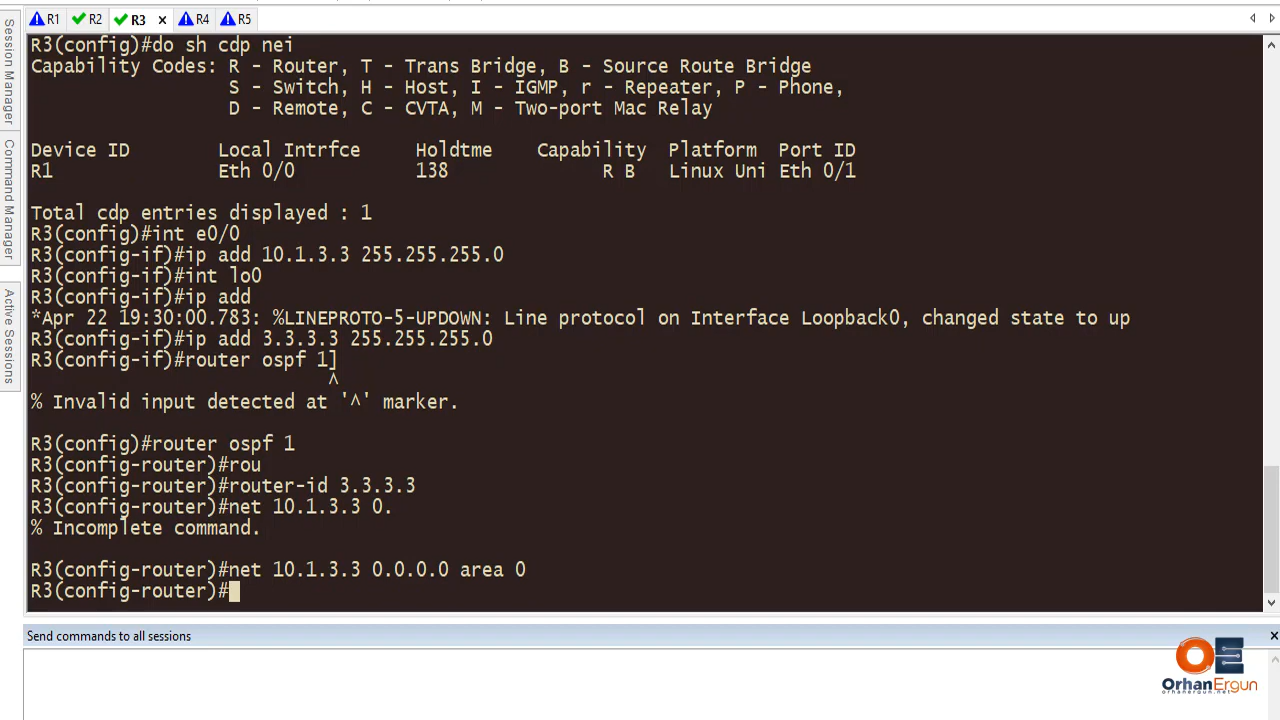 R1 R2 R3 × R4 R5
Session Manager
Command Manager
Active Sessions
R3(config)#do sh cdp nei
Capability Codes: R - Router, T - Trans Bridge, B - Source Route Bridge
S - Switch, H - Host, I - IGMP, r - Repeater, P - Phone,
D - Remote, C - CVTA, M - Two-port Mac Relay
Device ID Local Intrfce Holdtme Capability Platform Port ID
R1 Eth 0/0 138 R B Linux Uni Eth 0/1
Total cdp entries displayed : 1
R3(config)#int e0/0
R3(config-if)#ip add 10.1.3.3 255.255.255.0
R3(config-if)#int lo0
R3(config-if)#ip add
*Apr 22 19:30:00.783: %LINEPROTO-5-UPDOWN: Line protocol on Interface Loopback0, changed state to up
R3(config-if)#ip add 3.3.3.3 255.255.255.0
R3(config-if)#router ospf 1]
^
% Invalid input detected at '^' marker.
R3(config)#router ospf 1
R3(config-router)#rou
R3(config-router)#router-id 3.3.3.3
R3(config-router)#net 10.1.3.3 0.
% Incomplete command.
R3(config-router)#net 10.1.3.3 0.0.0.0 area 0
R3(config-router)#
Send commands to all sessions ×
OrhanErgun
orhanergun.net